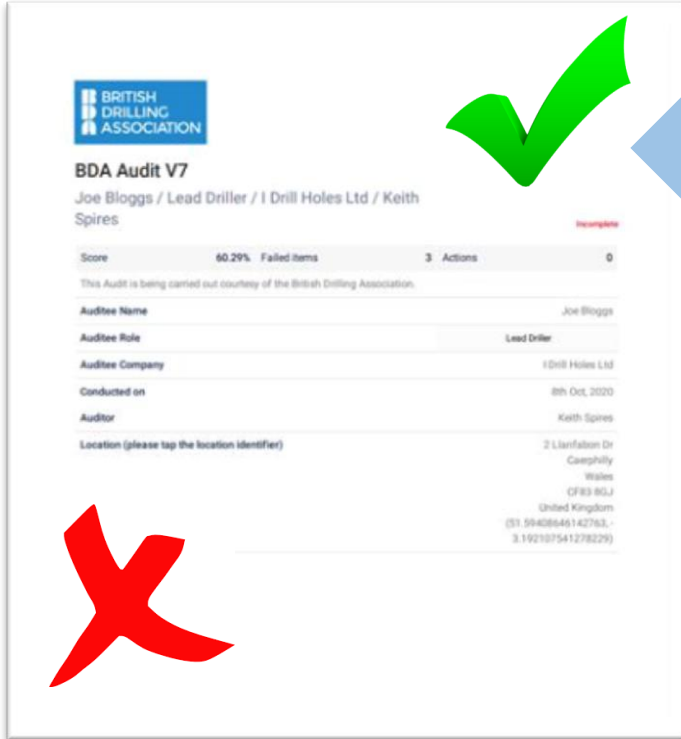 BRITISH
DRILLING
ASSOCIATION
BDA Audit V7
Joe Bloggs / Lead Driller / I Drill Holes Ltd / Keith
Spires
Incomplete
Score 60.29% Failed items 3 Actions 0
This Audit is being carried out courtesy of the British Drilling Association.
Auditee Name Joe Bloggs
Auditee Role Lead Driller
Auditee Company I Drill Holes Ltd
Conducted on 8th Oct, 2020
Auditor Keith Spires
Location (please tap the location identifier) 2 Llanfabon Dr
Caerphilly
Wales
CF83 8GJ
United Kingdom
(51.59408646142763, -
3.192107541278229)